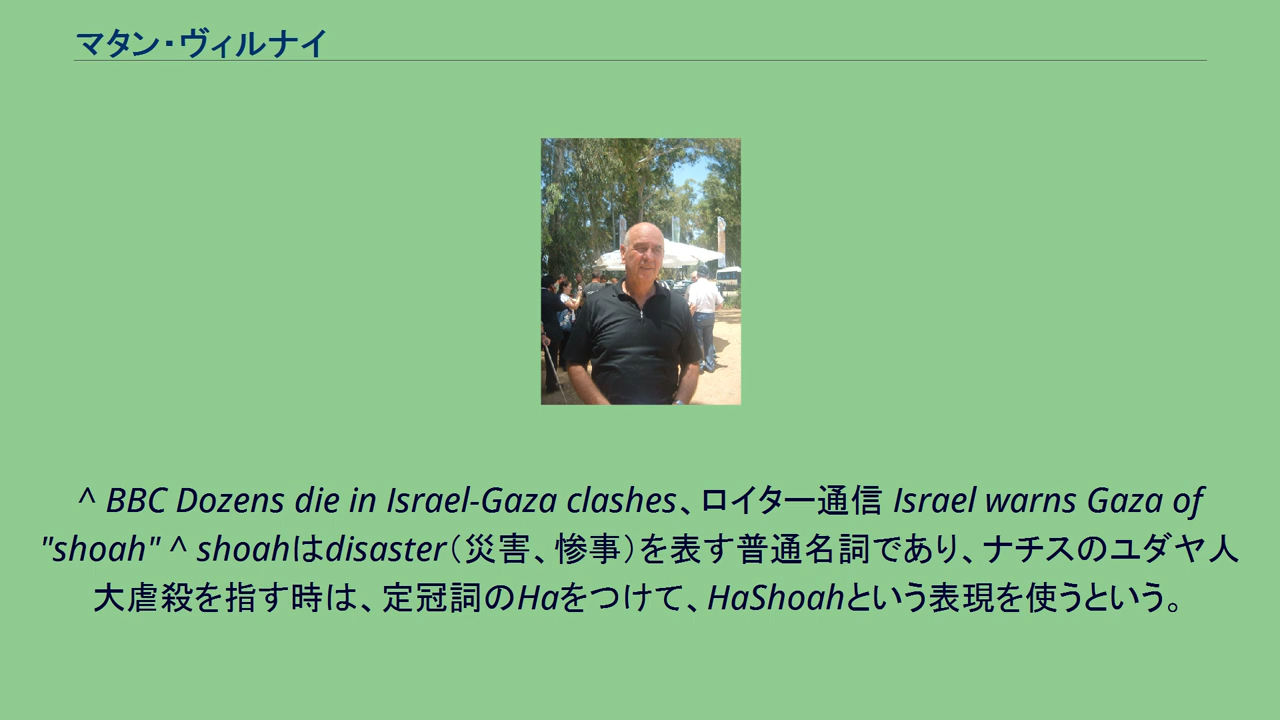 マタン・ヴィルナイ
^ BBC Dozens die in Israel-Gaza clashes、ロイター通信 Israel warns Gaza of
"shoah" ^ shoahはdisaster（災害、惨事）を表す普通名詞であり、ナチスのユダヤ人
大虐殺を指す時は、定冠詞のHaをつけて、HaShoahという表現を使うという。